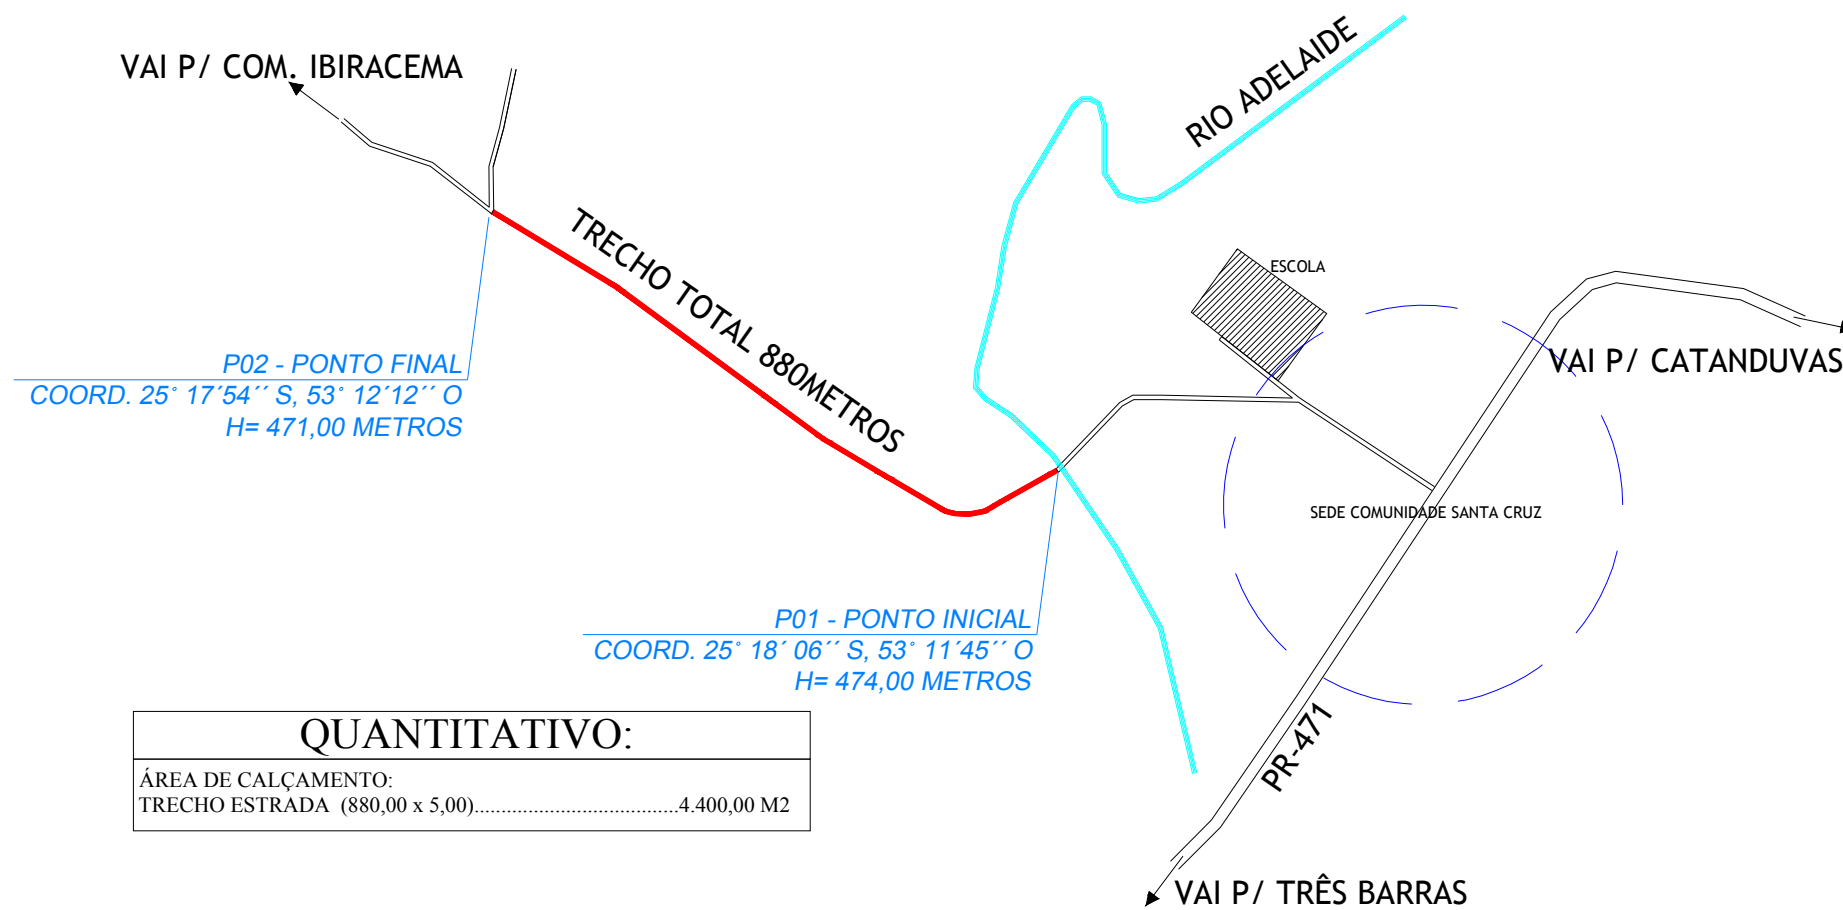 VAI P/ COM. IBIRACEMA
RIO ADELAIDE
TRECHO TOTAL 880METROS
ESCOLA
VAI P/ CATANDUVAS
P02 - PONTO FINAL
COORD. 25° 17´54´´ S, 53° 12´12´´ O
H= 471,00 METROS
SEDE COMUNIDADE SANTA CRUZ
P01 - PONTO INICIAL
COORD. 25° 18´ 06´´ S, 53° 11´45´´ O
H= 474,00 METROS
PR-471
QUANTITATIVO:
ÁREA DE CALÇAMENTO:
TRECHO ESTRADA (880,00 x 5,00)......................................4.400,00 M2
VAI P/ TRÊS BARRAS